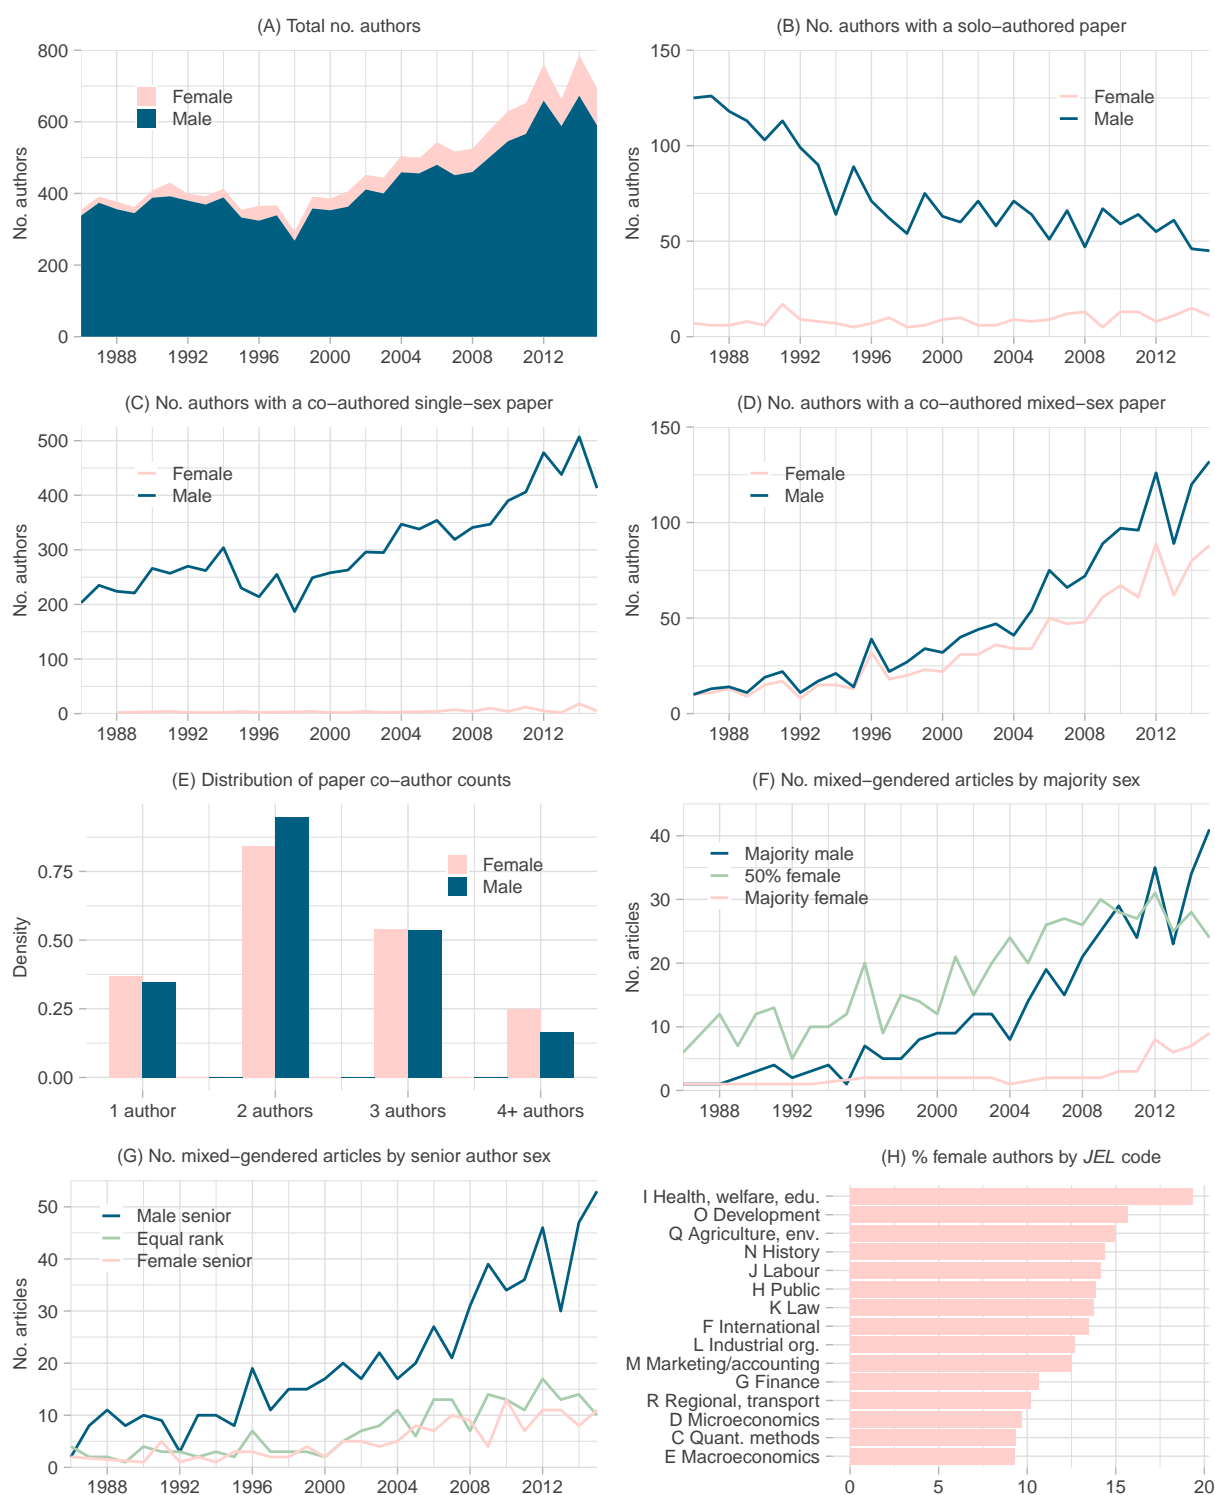 (A) Total no. authors
No. authors
800
600
400
200
0
Female
Male
1988 1992 1996 2000 2004 2008 2012
(B) No. authors with a solo−authored paper
No. authors
150
100
50
0
Female
Male
1988 1992 1996 2000 2004 2008 2012
(C) No. authors with a co−authored single−sex paper
No. authors
500
400
300
200
100
0
Female
Male
1988 1992 1996 2000 2004 2008 2012
(D) No. authors with a co−authored mixed−sex paper
No. authors
150
100
50
0
Female
Male
1988 1992 1996 2000 2004 2008 2012
(E) Distribution of paper co−author counts
Density
0.75
0.50
0.25
0.00
Female
Male
1 author 2 authors 3 authors 4+ authors
(F) No. mixed−gendered articles by majority sex
No. articles
40
30
20
10
0
Majority male
50% female
Majority female
1988 1992 1996 2000 2004 2008 2012
(G) No. mixed−gendered articles by senior author sex
No. articles
50
40
30
20
10
0
Male senior
Equal rank
Female senior
1988 1992 1996 2000 2004 2008 2012
(H) % female authors by JEL code
I Health, welfare, edu.
O Development
Q Agriculture, env.
N History
J Labour
H Public
K Law
F International
L Industrial org.
M Marketing/accounting
G Finance
R Regional, transport
D Microeconomics
C Quant. methods
E Macroeconomics
0 5 10 15 20